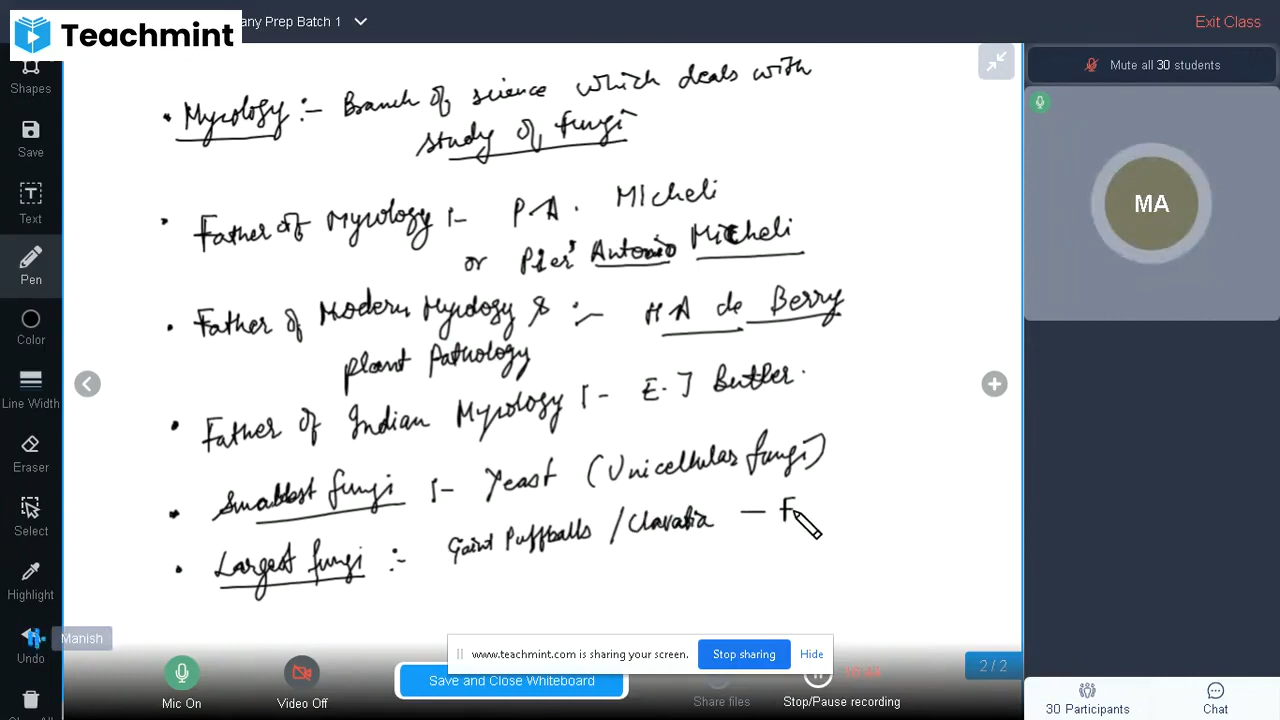 Teachmint
any Prep Batch 1
Exit Class
Shapes
Save
Text
Pen
Color
Line Width
Eraser
Select
Highlight
Undo
Manish
Mute all 30 students
MA
• Mycology :- Branch of science which deals with
study of fungi
• Father of Mycology :- P.A. Micheli
or Pier' Antonio Micheli
• Father of Modern Mycology & :- HA de Berry
plant Pathology
• Father of Indian Mycology :- E.J Butler.
• Smallest fungi :- Yeast (Unicellular fungi)
• Largest fungi :- Gaint Puffballs / Clavatia — F
www.teachmint.com is sharing your screen. Stop sharing Hide
2 / 2
Mic On
Video Off
Save and Close Whiteboard
Share files
Stop/Pause recording
30 Participants
Chat